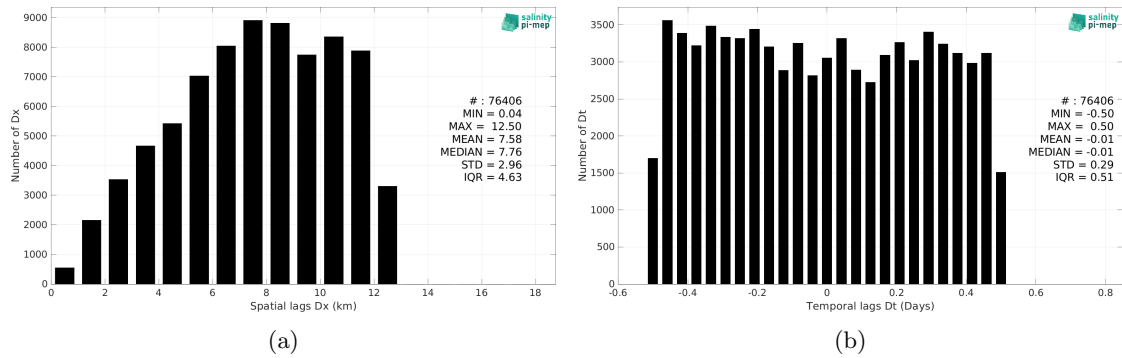 9000
8000
7000
6000
5000
4000
3000
2000
1000
0
Number of Dx
0 2 4 6 8 10 12 14 16 18
Spatial lags Dx (km)
salinity
pi-mep
# : 76406
MIN = 0.04
MAX = 12.50
MEAN = 7.58
MEDIAN = 7.76
STD = 2.96
IQR = 4.63
(a)
3500
3000
2500
2000
1500
1000
500
0
Number of Dt
-0.6 -0.4 -0.2 0 0.2 0.4 0.6 0.8
Temporal lags Dt (Days)
salinity
pi-mep
# : 76406
MIN = -0.50
MAX = 0.50
MEAN = -0.01
MEDIAN = -0.01
STD = 0.29
IQR = 0.51
(b)